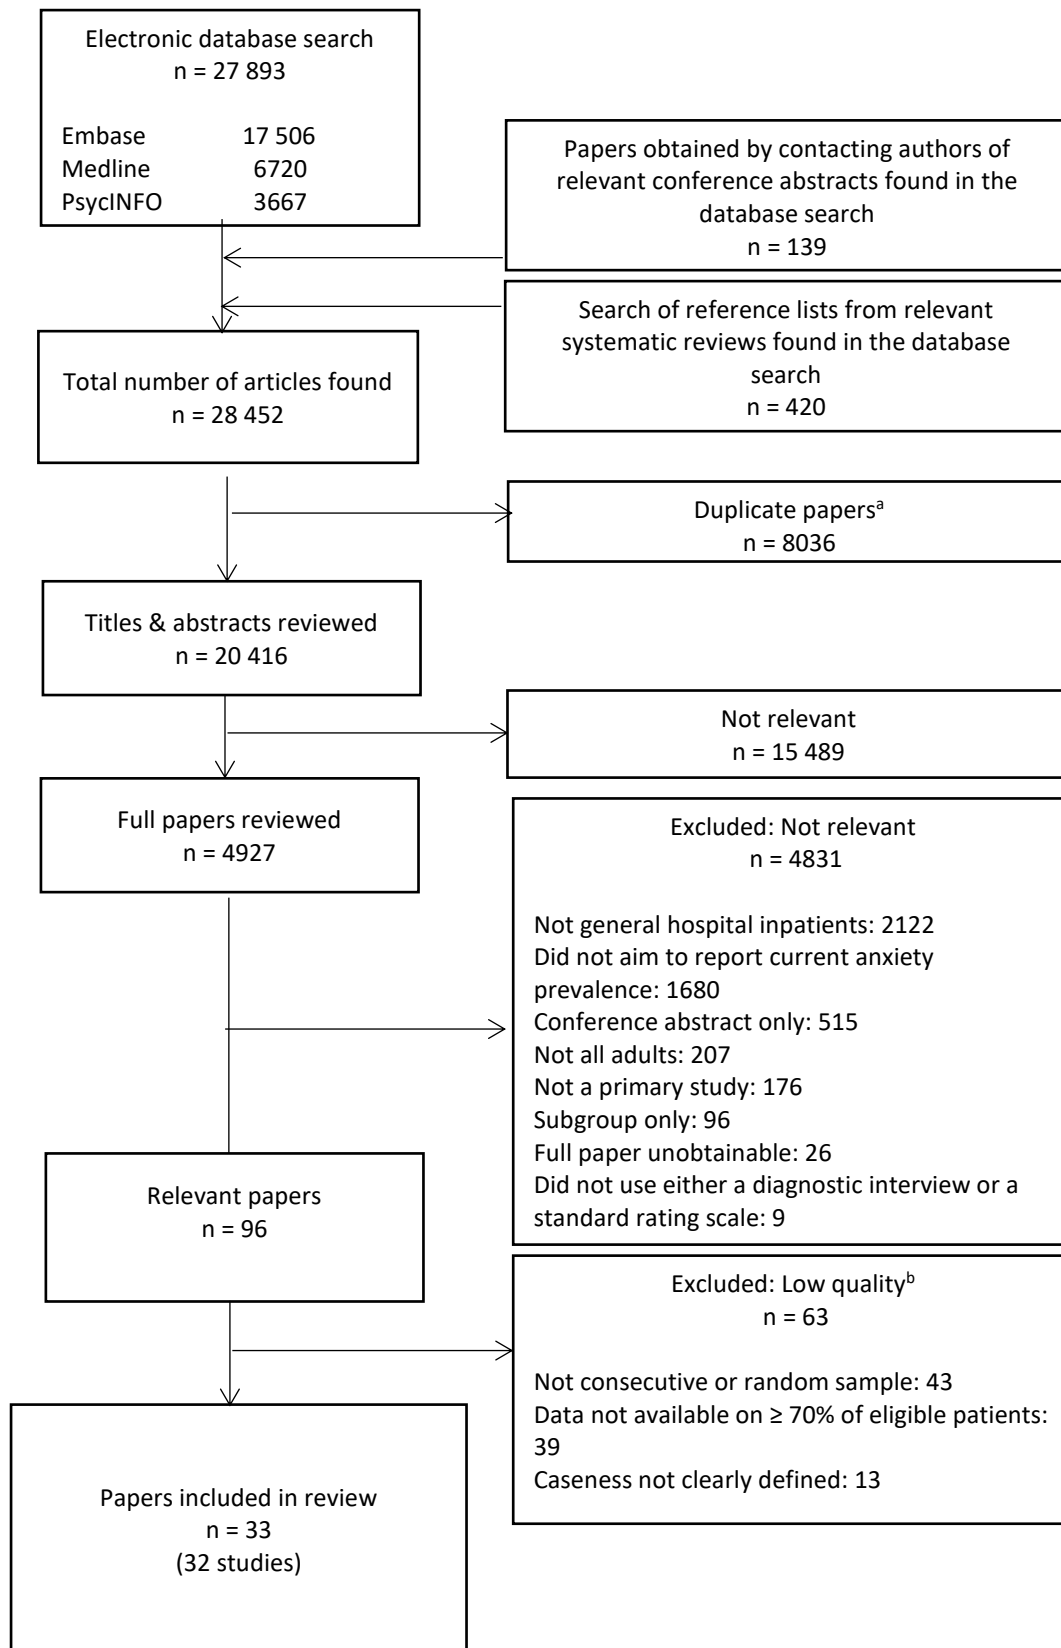 Electronic database search
n = 27 893
Embase 17 506
Medline 6720
PsycINFO 3667
Papers obtained by contacting authors of
relevant conference abstracts found in the
database search
n = 139
Search of reference lists from relevant
systematic reviews found in the database
search
n = 420
Total number of articles found
n = 28 452
Duplicate papersᵃ
n = 8036
Titles & abstracts reviewed
n = 20 416
Not relevant
n = 15 489
Full papers reviewed
n = 4927
Excluded: Not relevant
n = 4831
Not general hospital inpatients: 2122
Did not aim to report current anxiety
prevalence: 1680
Conference abstract only: 515
Not all adults: 207
Not a primary study: 176
Subgroup only: 96
Full paper unobtainable: 26
Did not use either a diagnostic interview or a
standard rating scale: 9
Relevant papers
n = 96
Excluded: Low qualityᵇ
n = 63
Not consecutive or random sample: 43
Data not available on ≥ 70% of eligible patients:
39
Caseness not clearly defined: 13
Papers included in review
n = 33
(32 studies)